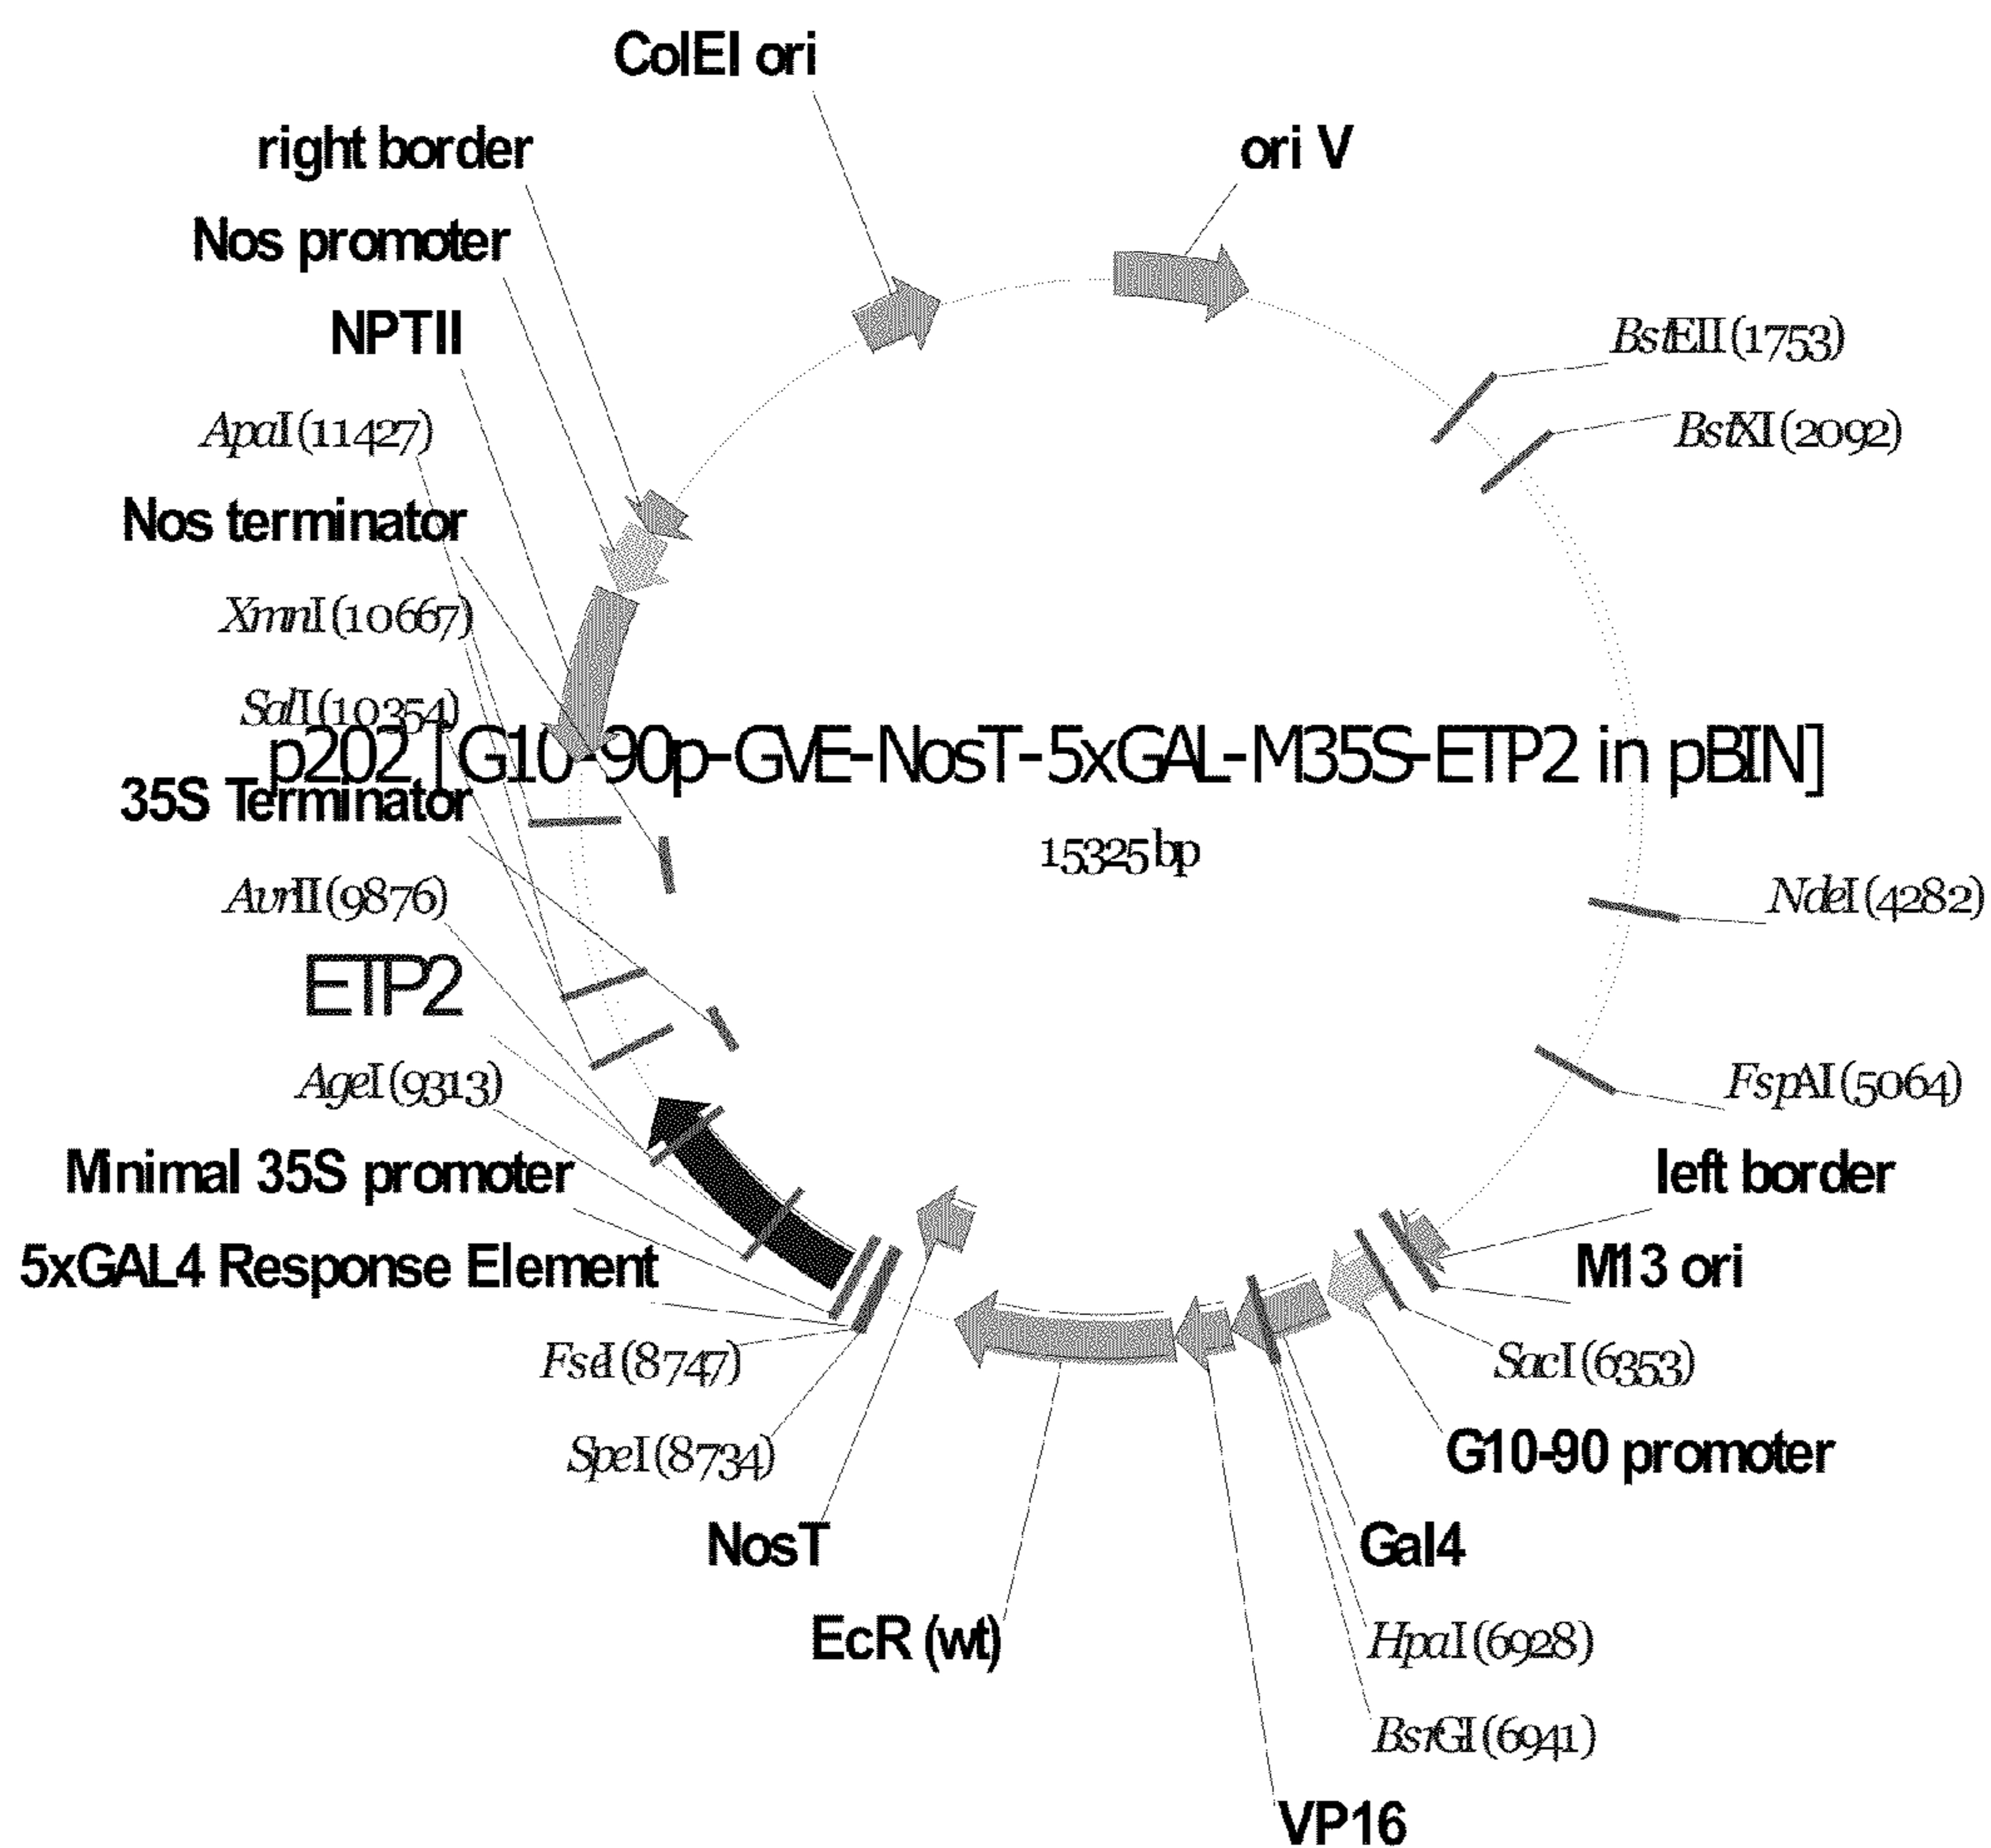 ColEI ori
right border
ori V
Nos promoter
NPTII
BstEII (1753)
ApaI (11427)
BstXI (2092)
Nos terminator
XmnI (10667)
SalI (10354)
p202 [G10-90p-GVE-NosT-5xGAL-M35S-ETP2 in pBIN]
35S Terminator
15325 bp
AvrII (9876)
NdeI (4282)
ETP2
AgeI (9313)
FspAI (5064)
Minimal 35S promoter
left border
5xGAL4 Response Element
M13 ori
FseI (8747)
SacI (6353)
SpeI (8734)
G10-90 promoter
NosT
Gal4
EcR (wt)
HpaI (6928)
BsrGI (6941)
VP16